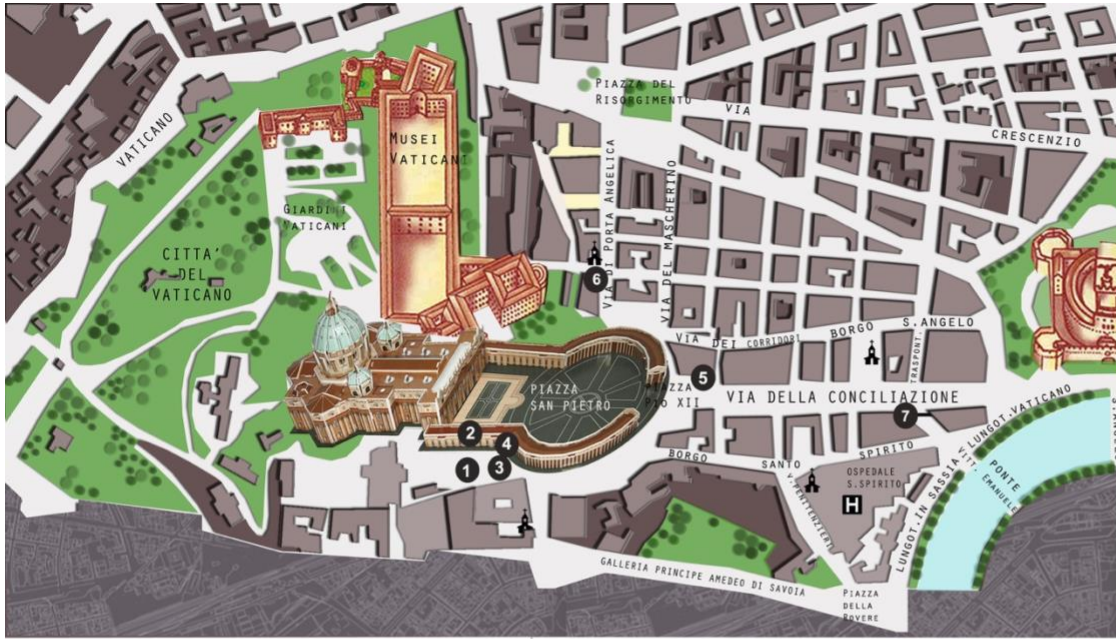 PIAZZA DEL
RISORGIMENTO
VIA
CRESCENZIO
VATICANO
MUSEI
VATICANI
GIARDI I
VATICANI
CITTA'
DEL
VATICANO
VIA DI PORTA ANGELICA
VIA DEL MASCHERINO
6
VIA DEI CORRIDORI
BORGO
S.ANGELO
TRASPONT.
PIAZZA
SAN PIETRO
5
PIAZZA
PIO XII
VIA DELLA CONCILIAZIONE
7
2
4
1
3
BORGO
SANTO
SPIRITO
OSPEDALE
S.SPIRITO
H
V.PENITENZIERI
LUNGOT.IN SASSIA
LUNGOT.VATICANO
PONTE
VITT. EMANUELE
GALLERIA PRINCIPE AMEDEO DI SAVOIA
PIAZZA
DELLA
ROVERE